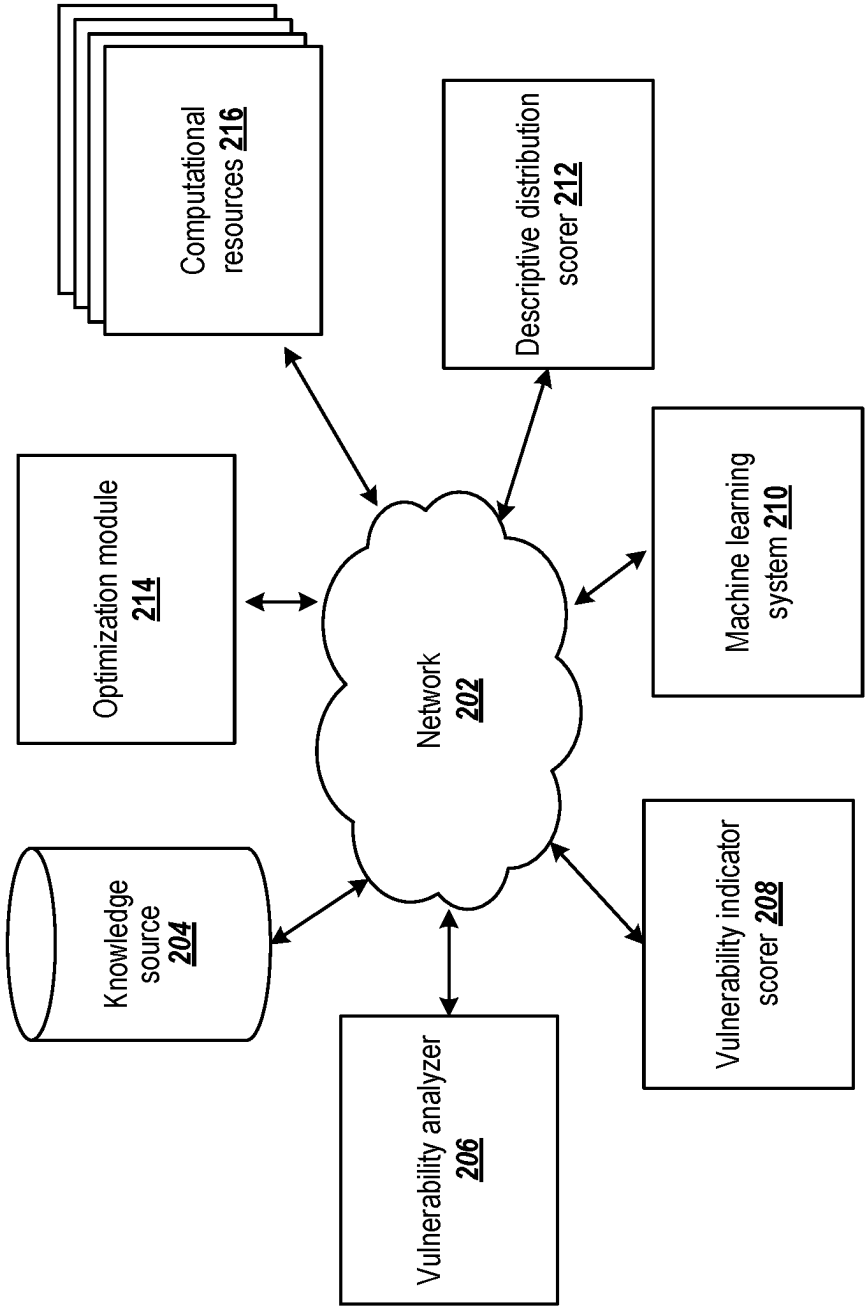 Knowledge
source 204
Optimization module
214
Computational
resources 216
Network
202
Vulnerability analyzer
206
Vulnerability indicator
scorer 208
Machine learning
system 210
Descriptive distribution
scorer 212